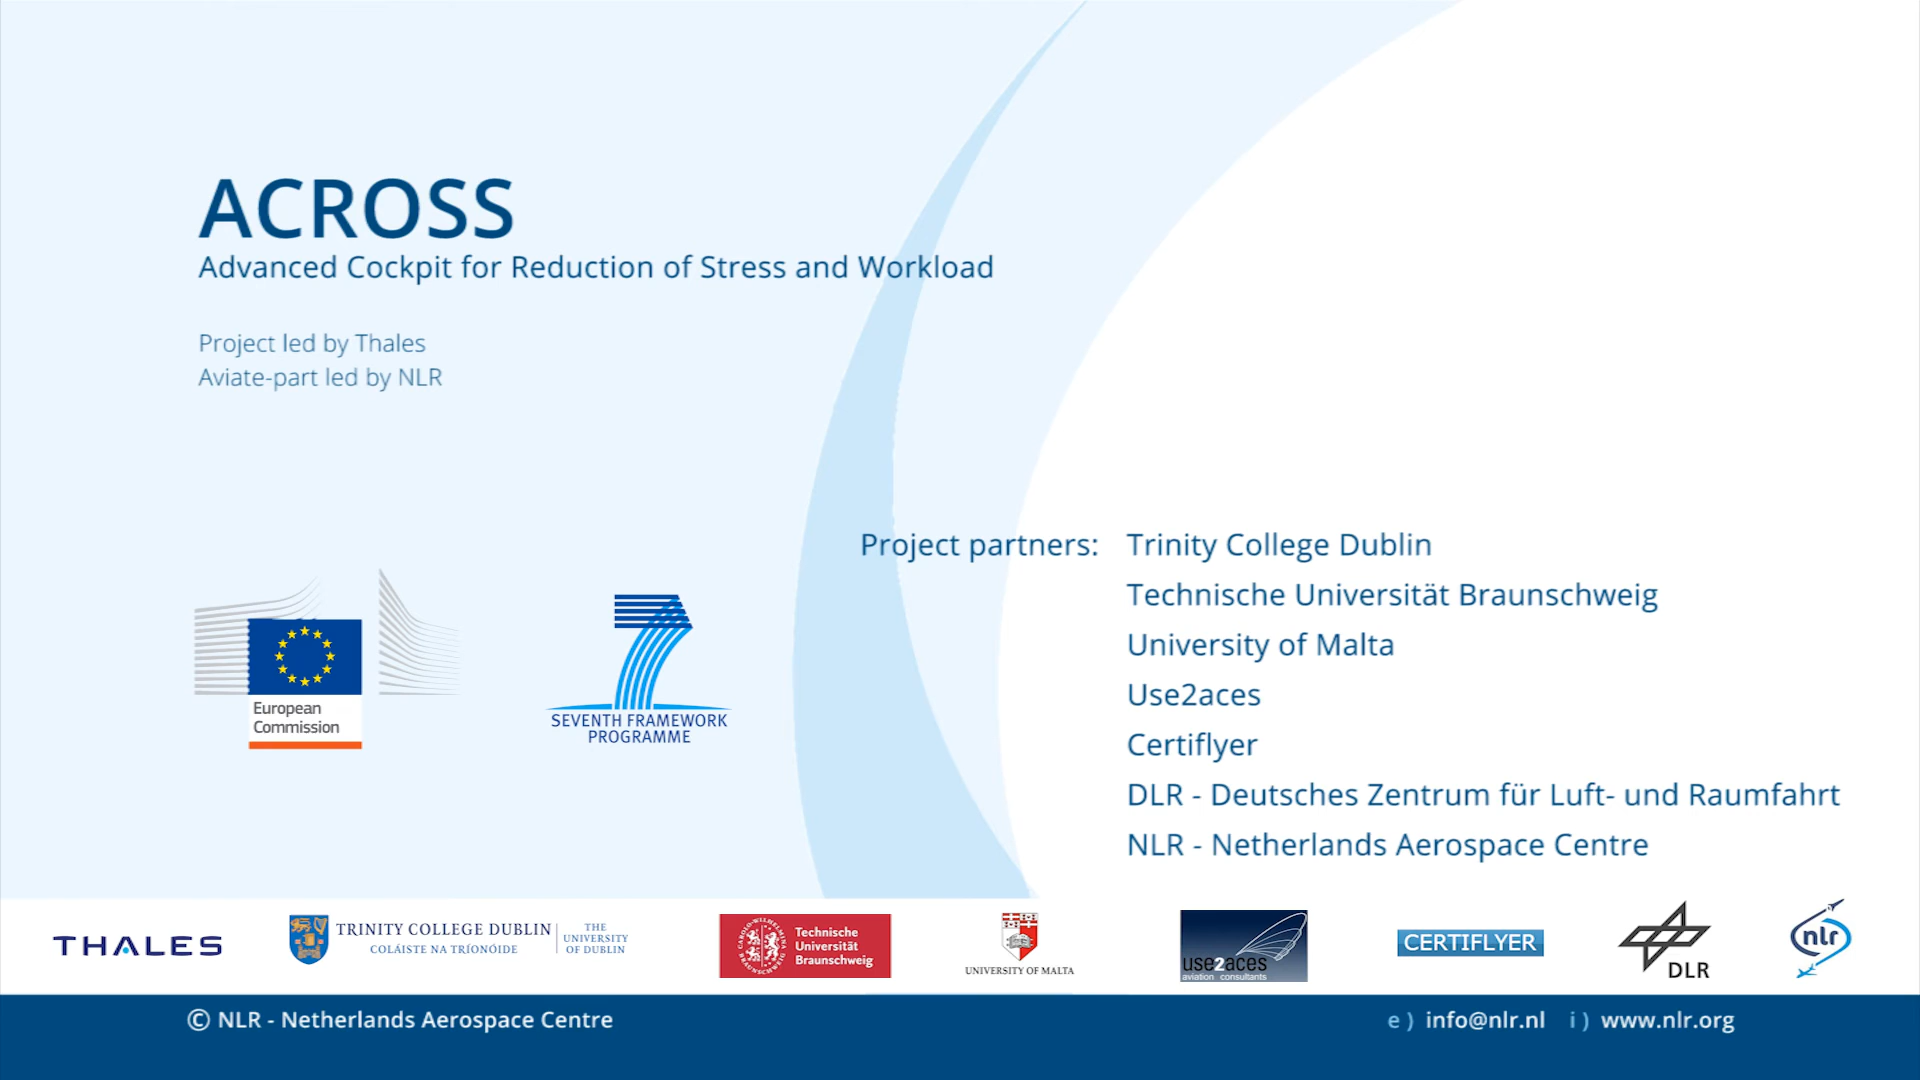 ACROSS
Advanced Cockpit for Reduction of Stress and Workload
Project led by Thales
Aviate-part led by NLR
Project partners:
Trinity College Dublin
Technische Universität Braunschweig
University of Malta
Use2aces
Certiflyer
DLR - Deutsches Zentrum für Luft- und Raumfahrt
NLR - Netherlands Aerospace Centre
European
Commission
SEVENTH FRAMEWORK
PROGRAMME
THALES
TRINITY COLLEGE DUBLIN
COLÁISTE NA TRÍONÓIDE
THE
UNIVERSITY
OF DUBLIN
Technische
Universität
Braunschweig
UNIVERSITY OF MALTA
use2aces
aviation consultants
CERTIFLYER
DLR
nlr
© NLR - Netherlands Aerospace Centre
e ) info@nlr.nl i ) www.nlr.org